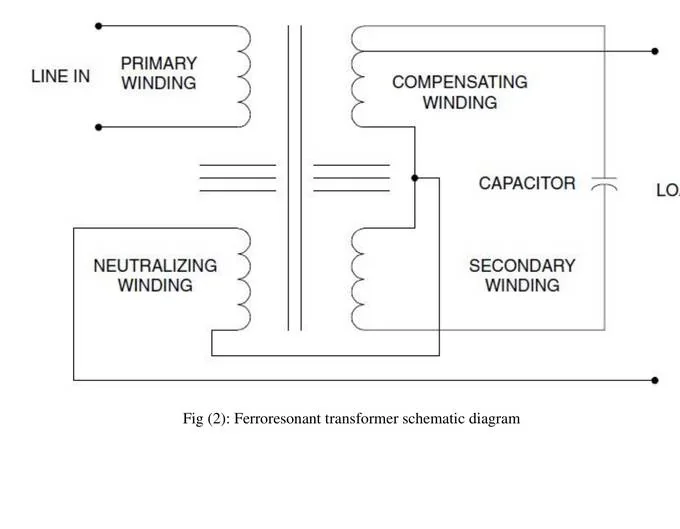 LINE IN
PRIMARY
WINDING
COMPENSATING
WINDING
CAPACITOR
NEUTRALIZING
WINDING
SECONDARY
WINDING
Fig (2): Ferroresonant transformer schematic diagram